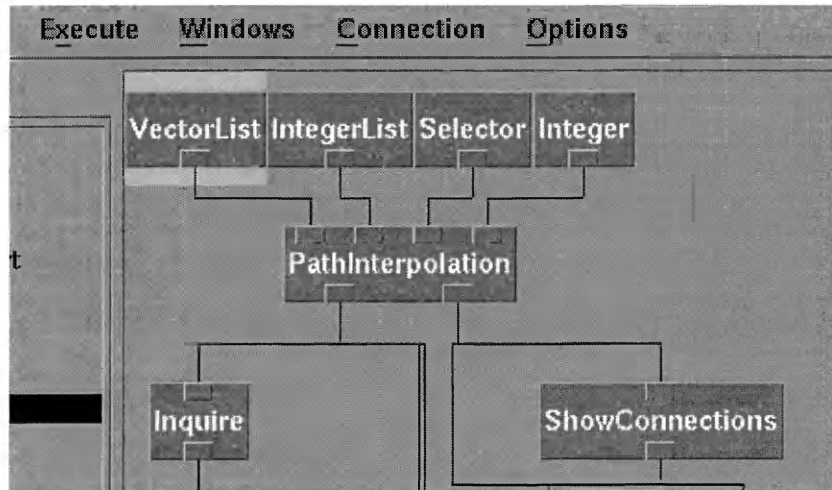 Execute Windows Connection Options
VectorList IntegerList Selector Integer
PathInterpolation
t
Inquire ShowConnections